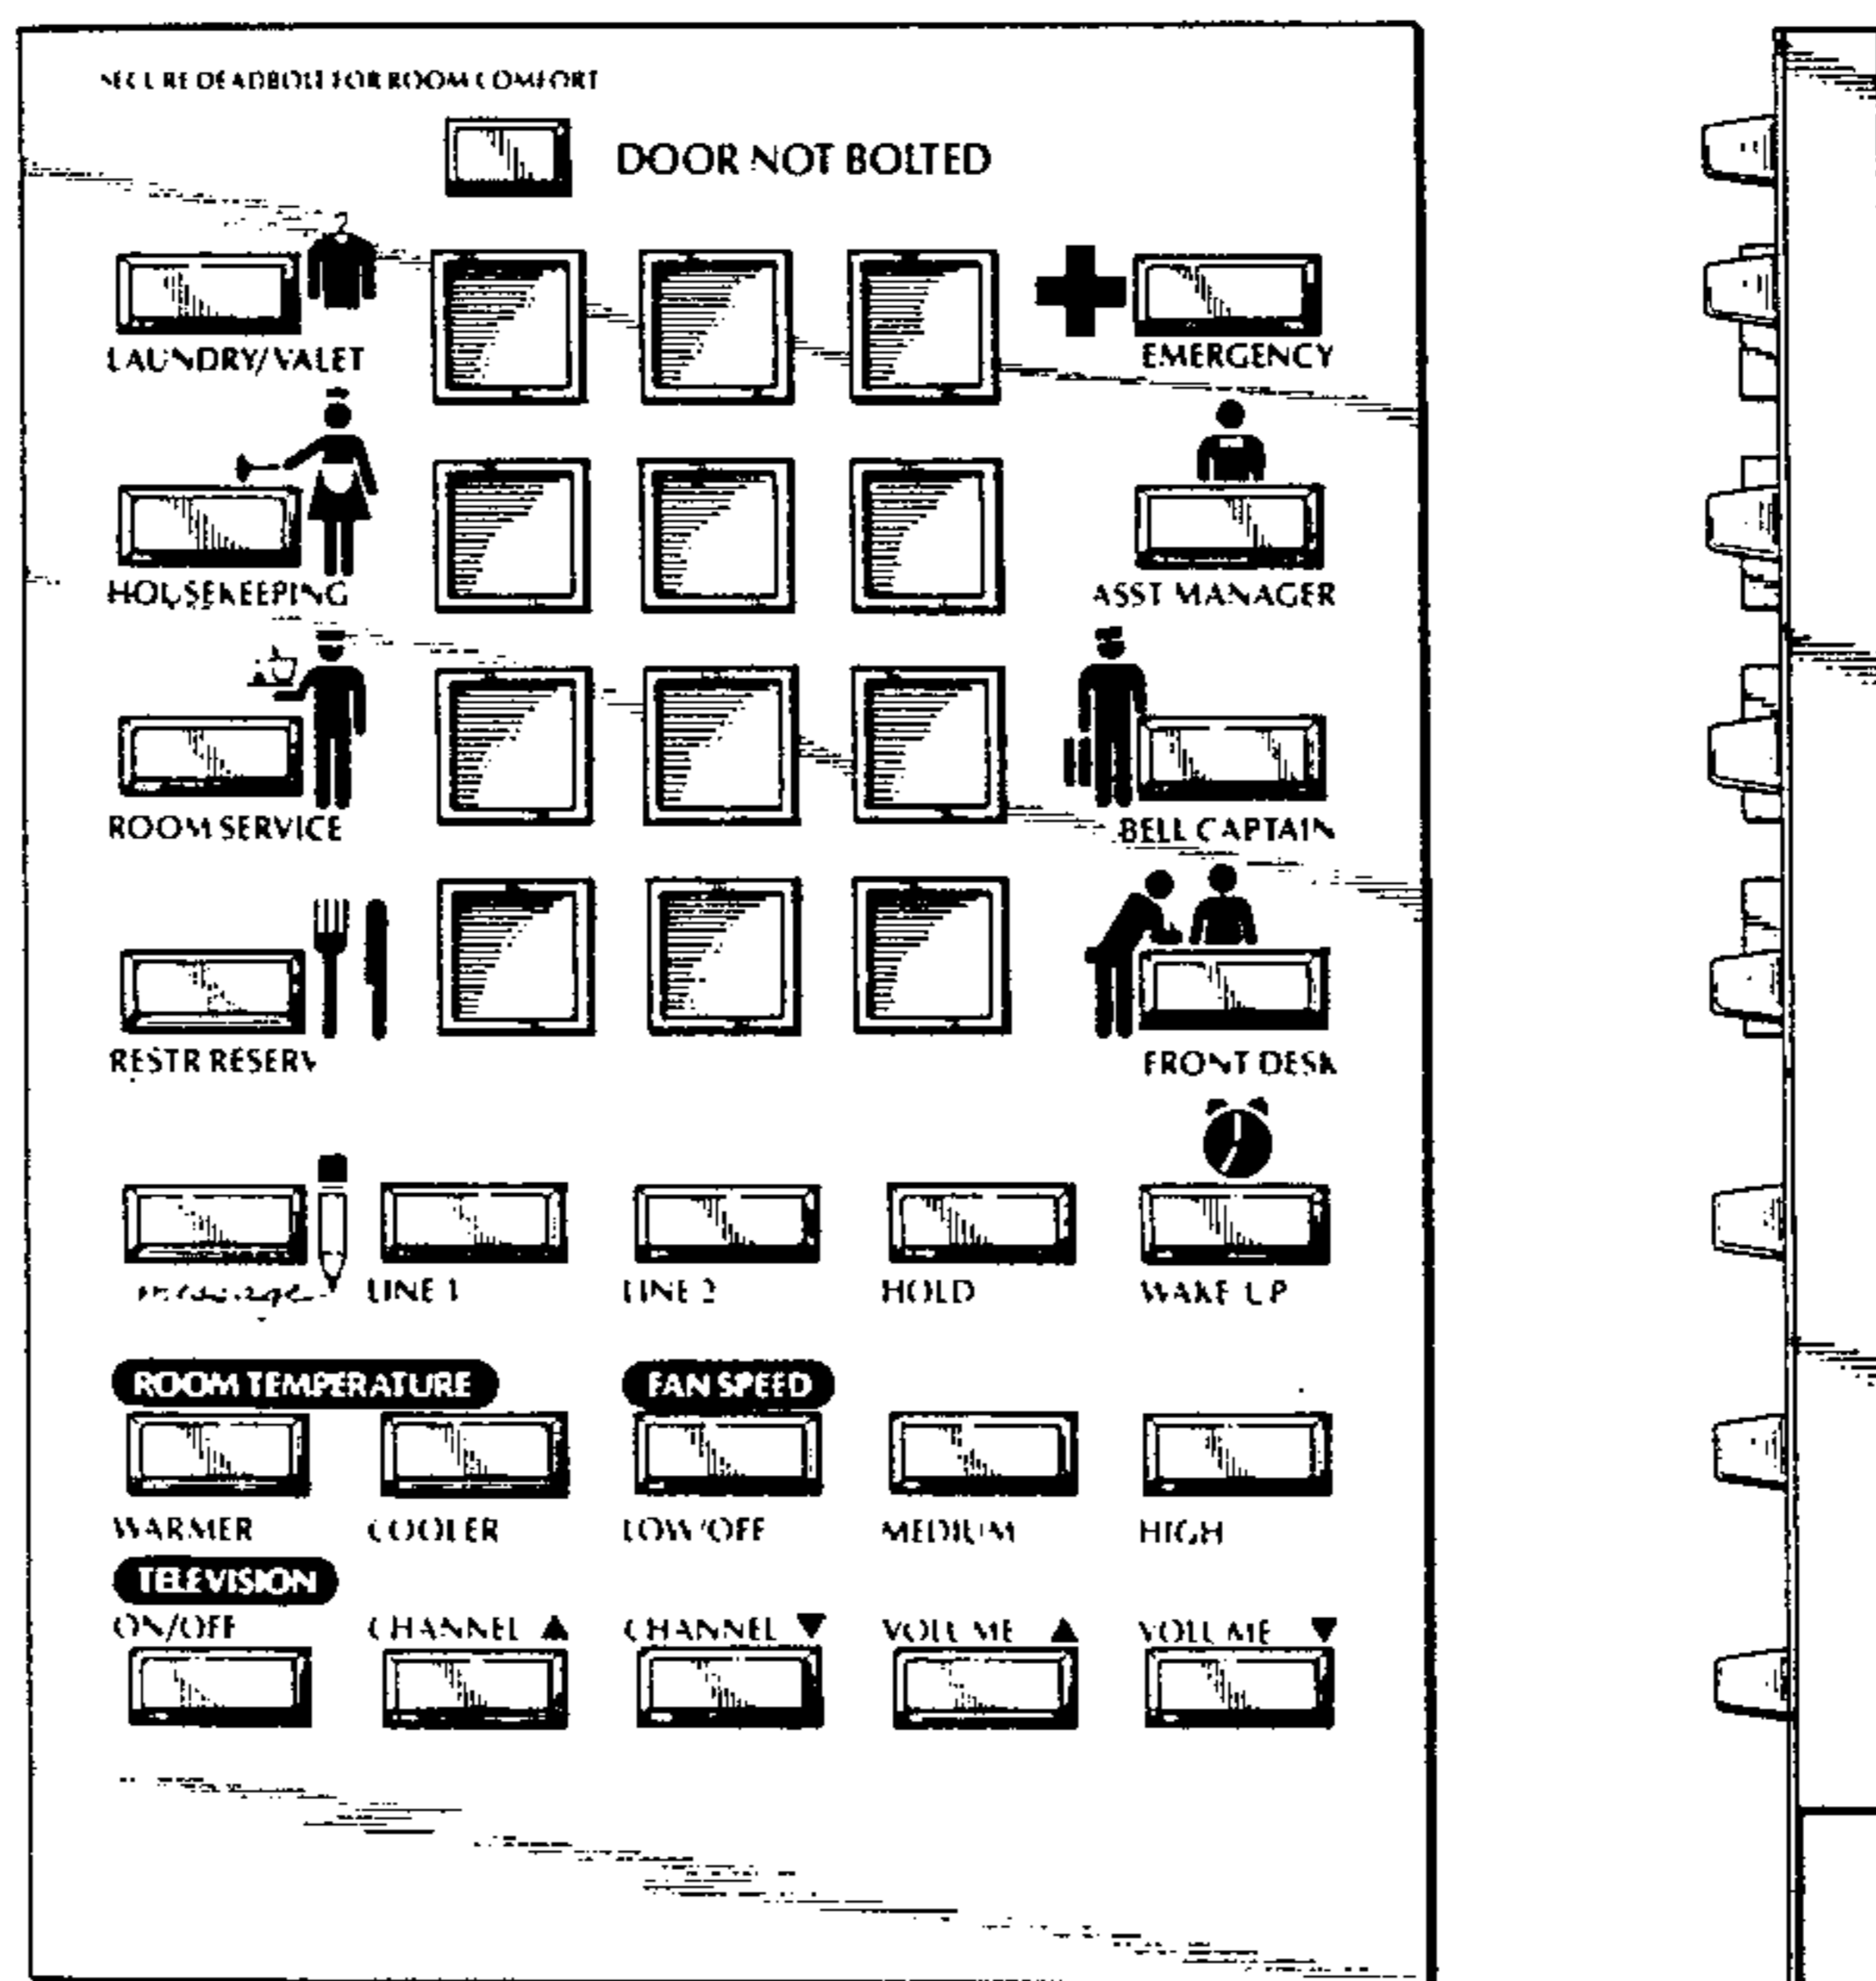 SECURE DEADBOLT FOR ROOM COMFORT
DOOR NOT BOLTED
LAUNDRY/VALET
EMERGENCY
HOUSEKEEPING
ASST MANAGER
ROOM SERVICE
BELL CAPTAIN
RESTR RESERV
FRONT DESK
message LINE 1 LINE 2 HOLD WAKE UP
ROOM TEMPERATURE FAN SPEED
WARMER COOLER LOW/OFF MEDIUM HIGH
TELEVISION
ON/OFF CHANNEL ▲ CHANNEL ▼ VOLUME ▲ VOLUME ▼